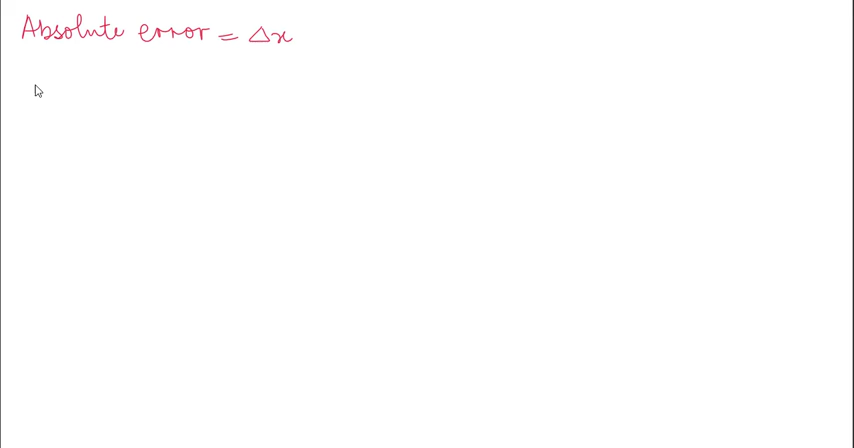 Absolute error = Δx